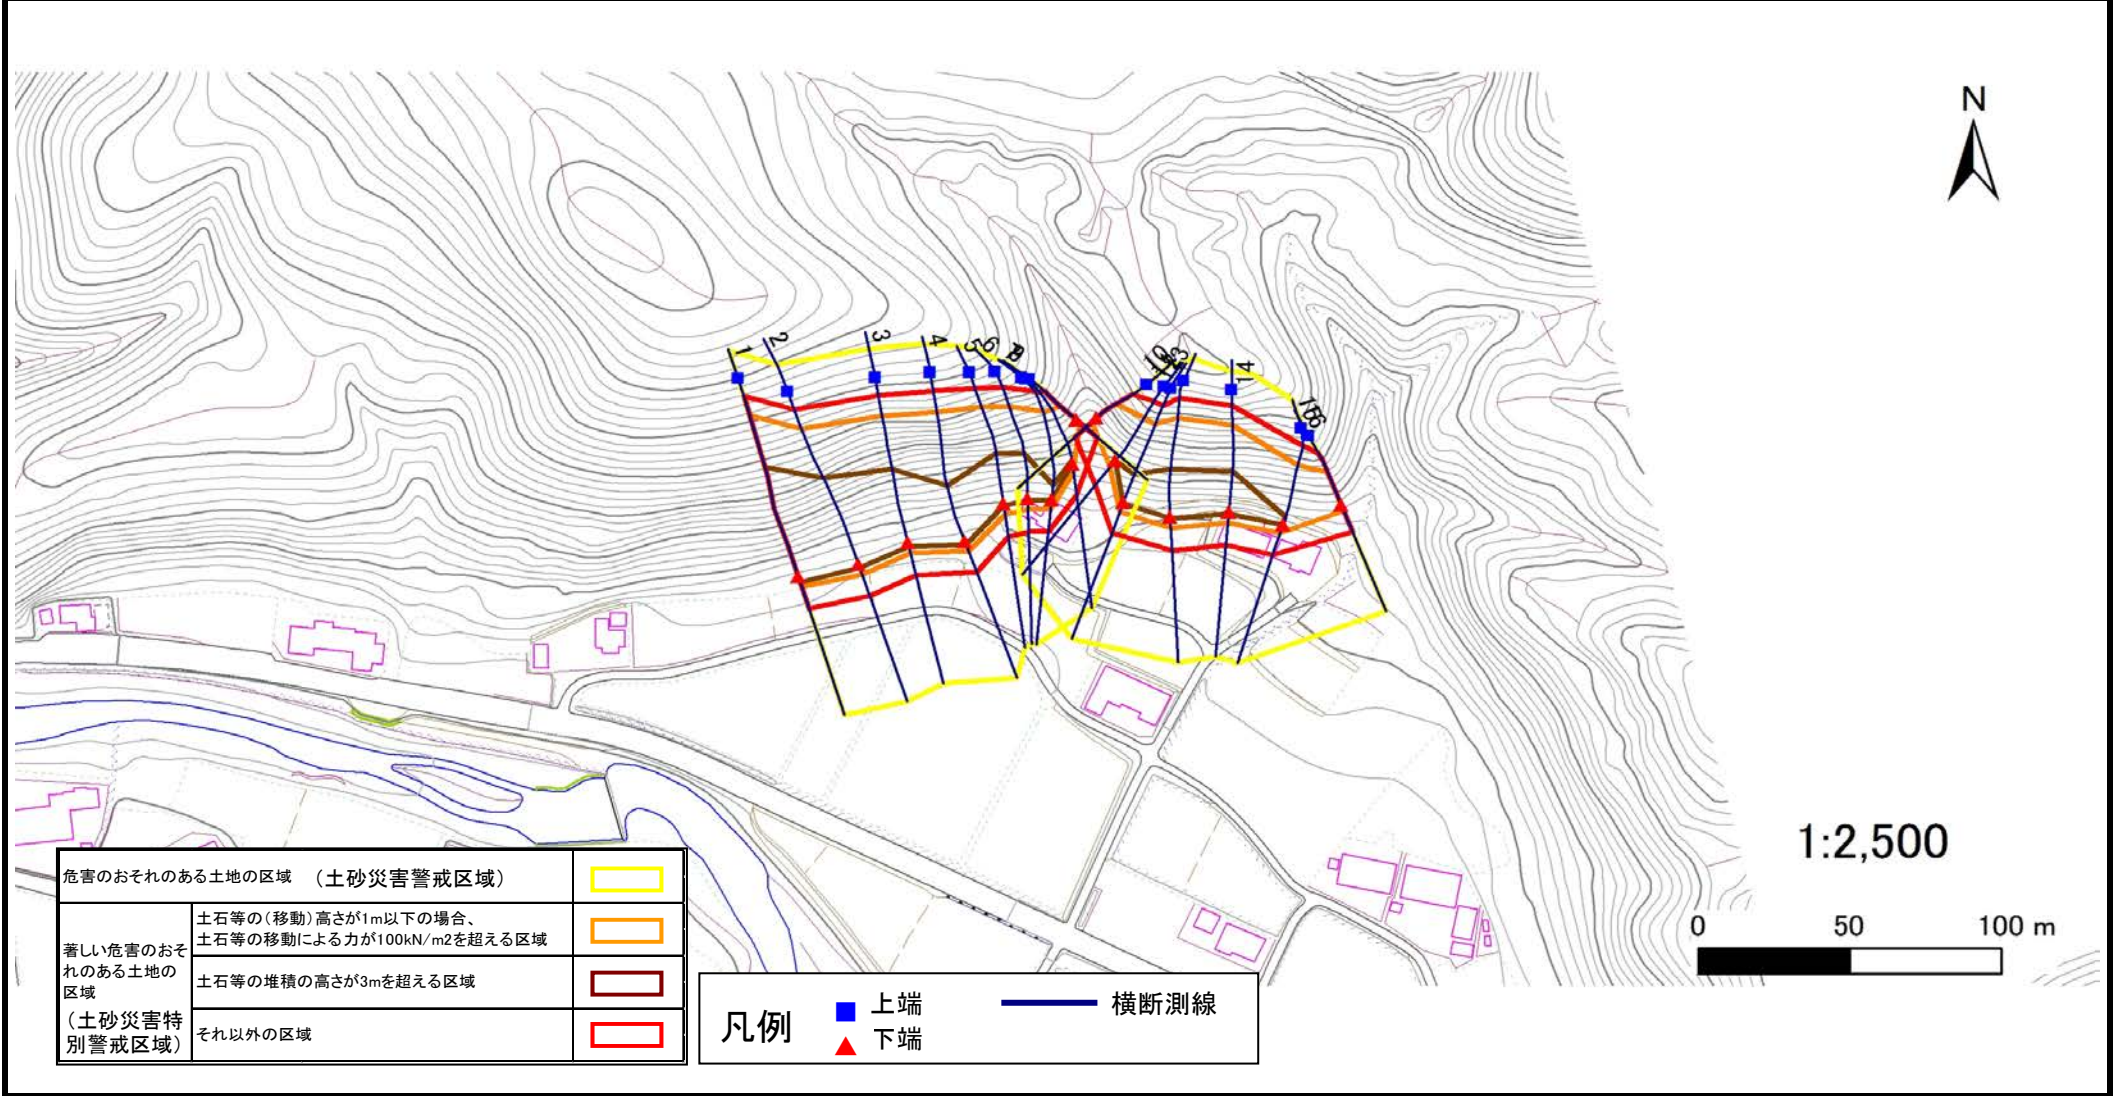 N
1
2
3
4
5
6
14
16
1:2,500
0 50 100 m
危害のおそれのある土地の区域 （土砂災害警戒区域）
著しい危害のおそ
れのある土地の
区域
（土砂災害特
別警戒区域）
土石等の（移動）高さが1m以下の場合、
土石等の移動による力が100kN/m2を超える区域
土石等の堆積の高さが3mを超える区域
それ以外の区域
凡例
上端
下端
横断測線